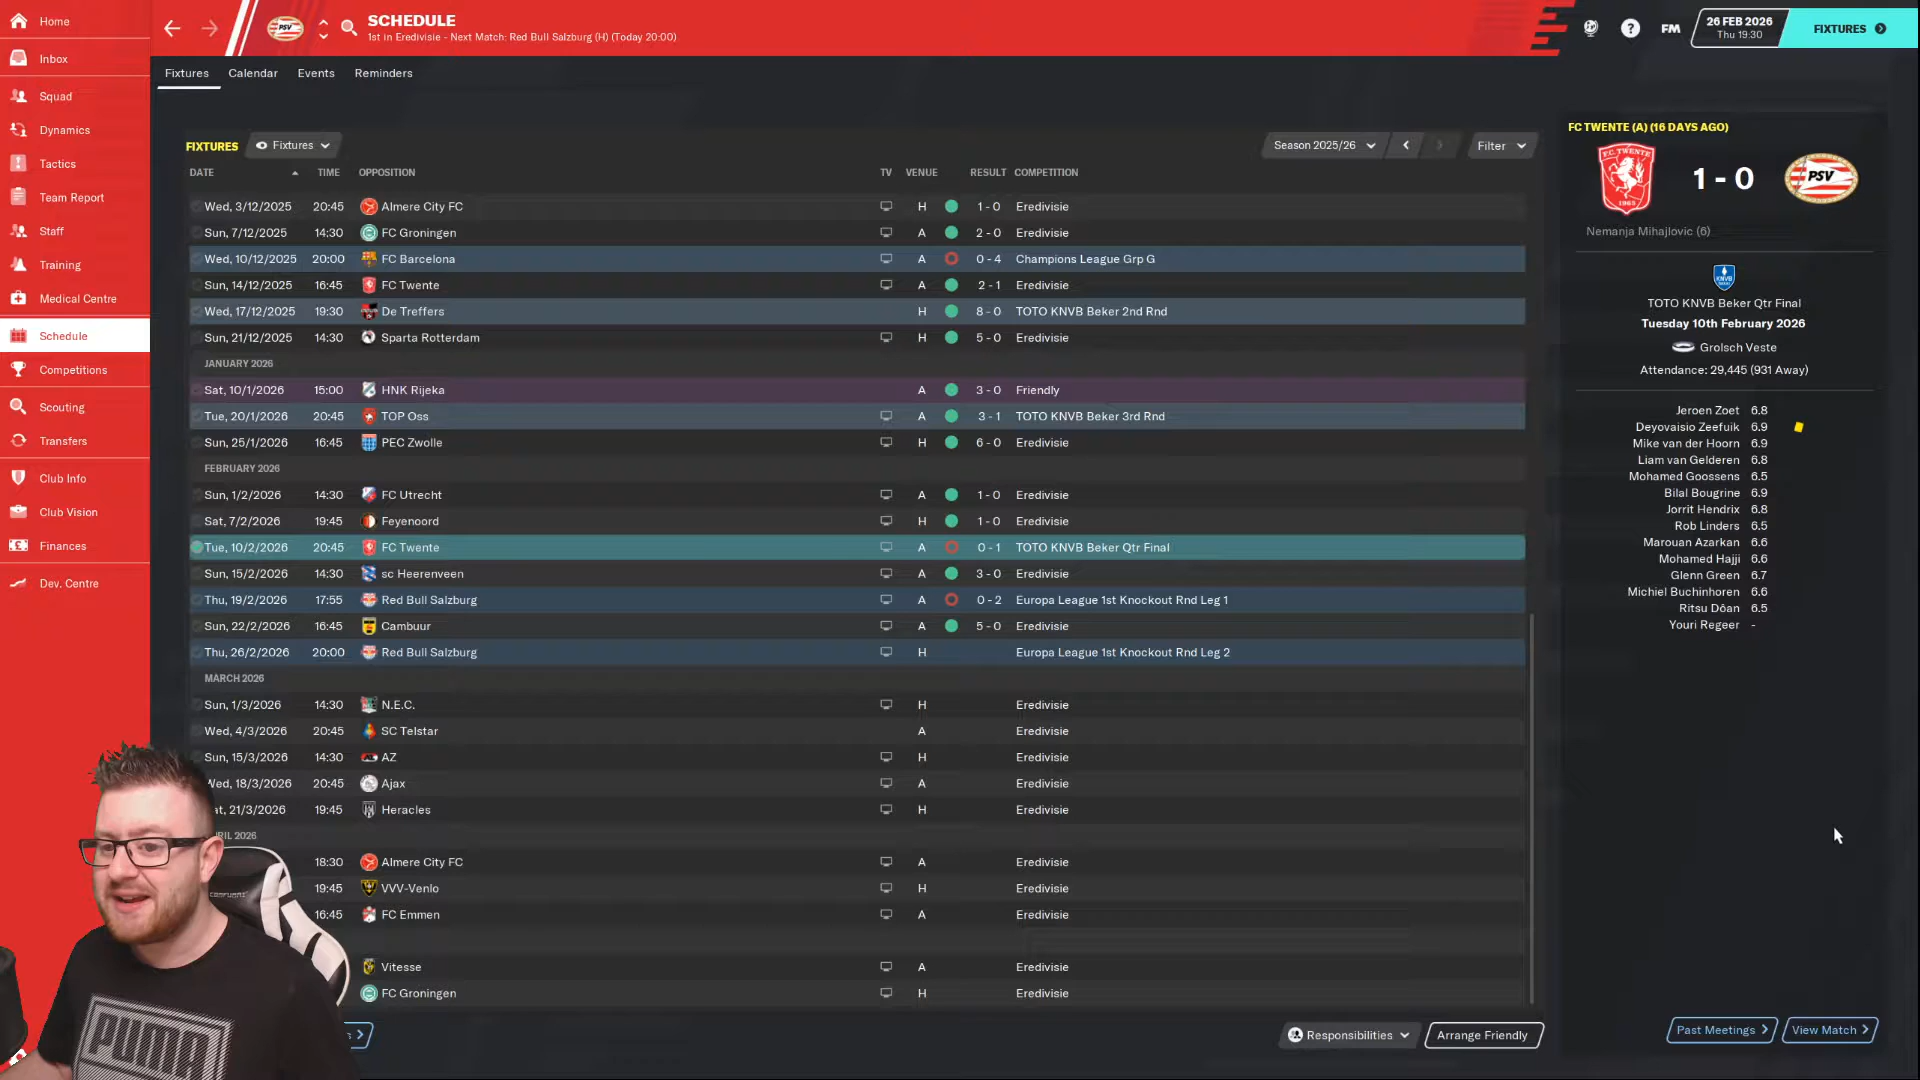 Home
Inbox
Squad
Dynamics
Tactics
Team Report
Staff
Training
Medical Centre
Schedule
Competitions
Scouting
Transfers
Club Info
Club Vision
Finances
Dev. Centre
PSV
SCHEDULE
1st in Eredivisie - Next Match: Red Bull Salzburg (H) (Today 20:00)
? FM
26 FEB 2026
Thu 19:30
FIXTURES
Fixtures Calendar Events Reminders
FIXTURES Fixtures
Season 2025/26 Filter
DATE TIME OPPOSITION TV VENUE RESULT COMPETITION
Wed, 3/12/2025 20:45 Almere City FC H 1 - 0 Eredivisie
Sun, 7/12/2025 14:30 FC Groningen A 2 - 0 Eredivisie
Wed, 10/12/2025 20:00 FC Barcelona A 0 - 4 Champions League Grp G
Sun, 14/12/2025 16:45 FC Twente A 2 - 1 Eredivisie
Wed, 17/12/2025 19:30 De Treffers H 8 - 0 TOTO KNVB Beker 2nd Rnd
Sun, 21/12/2025 14:30 Sparta Rotterdam H 5 - 0 Eredivisie
JANUARY 2026
Sat, 10/1/2026 15:00 HNK Rijeka A 3 - 0 Friendly
Tue, 20/1/2026 20:45 TOP Oss A 3 - 1 TOTO KNVB Beker 3rd Rnd
Sun, 25/1/2026 16:45 PEC Zwolle H 6 - 0 Eredivisie
FEBRUARY 2026
Sun, 1/2/2026 14:30 FC Utrecht A 1 - 0 Eredivisie
Sat, 7/2/2026 19:45 Feyenoord H 1 - 0 Eredivisie
Tue, 10/2/2026 20:45 FC Twente A 0 - 1 TOTO KNVB Beker Qtr Final
Sun, 15/2/2026 14:30 sc Heerenveen A 3 - 0 Eredivisie
Thu, 19/2/2026 17:55 Red Bull Salzburg A 0 - 2 Europa League 1st Knockout Rnd Leg 1
Sun, 22/2/2026 16:45 Cambuur A 5 - 0 Eredivisie
Thu, 26/2/2026 20:00 Red Bull Salzburg H Europa League 1st Knockout Rnd Leg 2
MARCH 2026
Sun, 1/3/2026 14:30 N.E.C. H Eredivisie
Wed, 4/3/2026 20:45 SC Telstar A Eredivisie
Sun, 15/3/2026 14:30 AZ H Eredivisie
Wed, 18/3/2026 20:45 Ajax A Eredivisie
at, 21/3/2026 19:45 Heracles H Eredivisie
RIL 2026
18:30 Almere City FC A Eredivisie
19:45 VVV-Venlo H Eredivisie
16:45 FC Emmen A Eredivisie
Vitesse A Eredivisie
FC Groningen H Eredivisie
Responsibilities Arrange Friendly
FC TWENTE (A) (16 DAYS AGO)
F.C. TWENTE 1965
1 - 0
PSV
Nemanja Mihajlovic (6)
KNVB
TOTO KNVB Beker Qtr Final
Tuesday 10th February 2026
Grolsch Veste
Attendance: 29,445 (931 Away)
Jeroen Zoet 6.8
Deyovaisio Zeefuik 6.9
Mike van der Hoorn 6.9
Liam van Gelderen 6.8
Mohamed Goossens 6.5
Bilal Bougrine 6.9
Jorrit Hendrix 6.8
Rob Linders 6.5
Marouan Azarkan 6.6
Mohamed Hajji 6.6
Glenn Green 6.7
Michiel Buchinhoren 6.6
Ritsu Dôan 6.5
Youri Regeer -
Past Meetings View Match
PUMA